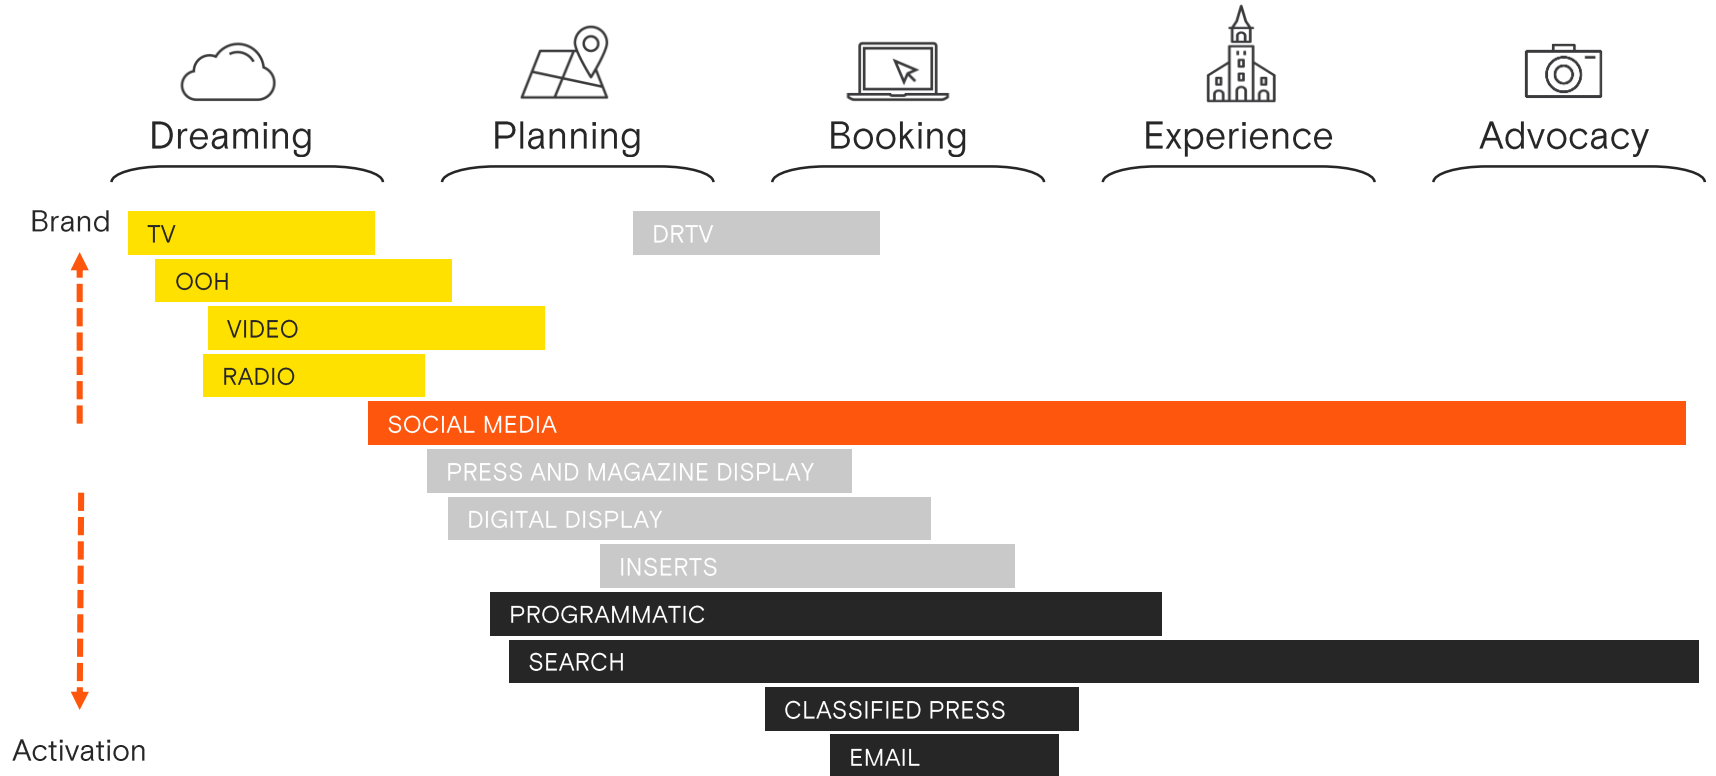 Dreaming
Planning
Booking
Experience
Advocacy
Brand
TV
DRTV
OOH
VIDEO
RADIO
SOCIAL MEDIA
PRESS AND MAGAZINE DISPLAY
DIGITAL DISPLAY
INSERTS
PROGRAMMATIC
SEARCH
CLASSIFIED PRESS
Activation
EMAIL